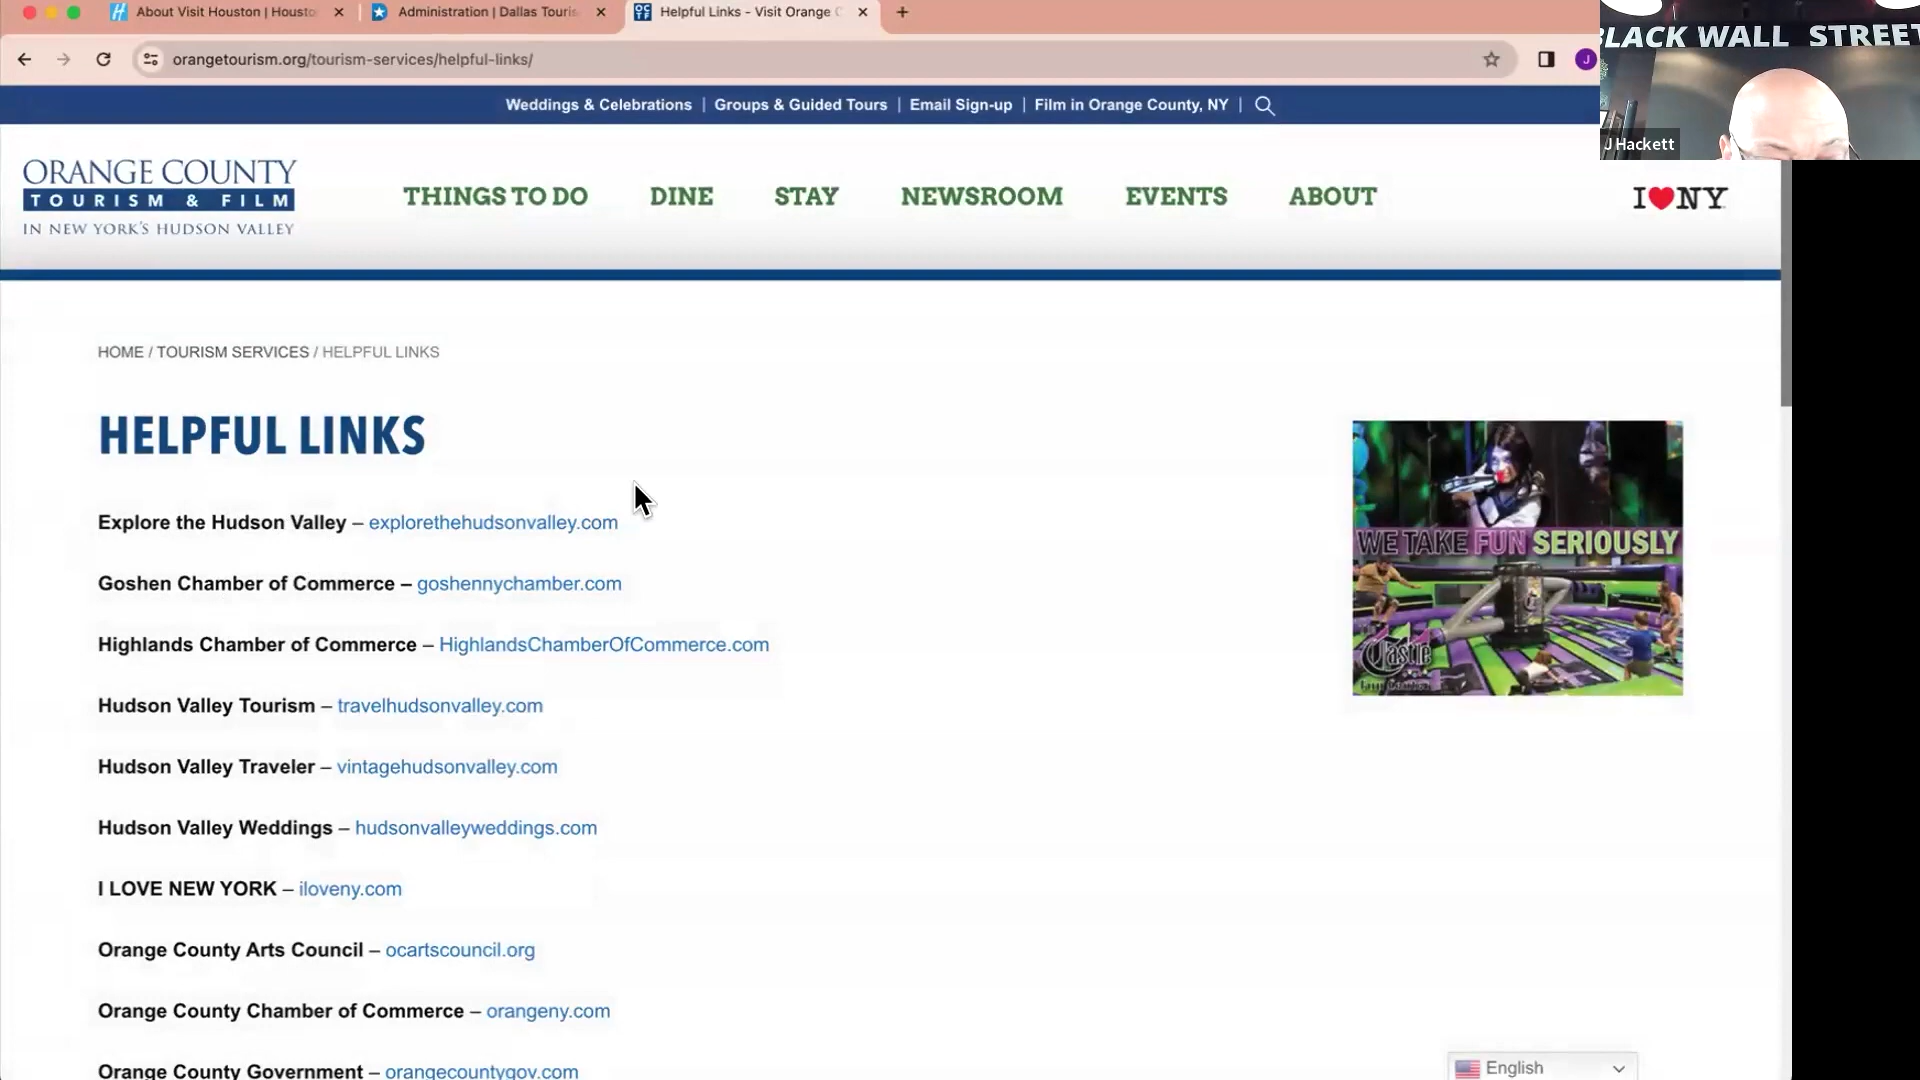 About Visit Houston | Housto
Administration | Dallas Touris
Helpful Links - Visit Orange C
orangetourism.org/tourism-services/helpful-links/
J
BLACK WALL STREET
J Hackett
Weddings & Celebrations | Groups & Guided Tours | Email Sign-up | Film in Orange County, NY |
ORANGE COUNTY
TOURISM & FILM
IN NEW YORK'S HUDSON VALLEY
THINGS TO DO DINE STAY NEWSROOM EVENTS ABOUT
I❤NY
HOME / TOURISM SERVICES / HELPFUL LINKS
HELPFUL LINKS
Explore the Hudson Valley – explorethehudsonvalley.com
Goshen Chamber of Commerce – goshennychamber.com
Highlands Chamber of Commerce – HighlandsChamberOfCommerce.com
Hudson Valley Tourism – travelhudsonvalley.com
Hudson Valley Traveler – vintagehudsonvalley.com
Hudson Valley Weddings – hudsonvalleyweddings.com
I LOVE NEW YORK – iloveny.com
Orange County Arts Council – ocartscouncil.org
Orange County Chamber of Commerce – orangeny.com
Orange County Government – orangecountygov.com
WE TAKE FUN SERIOUSLY
Castle
English